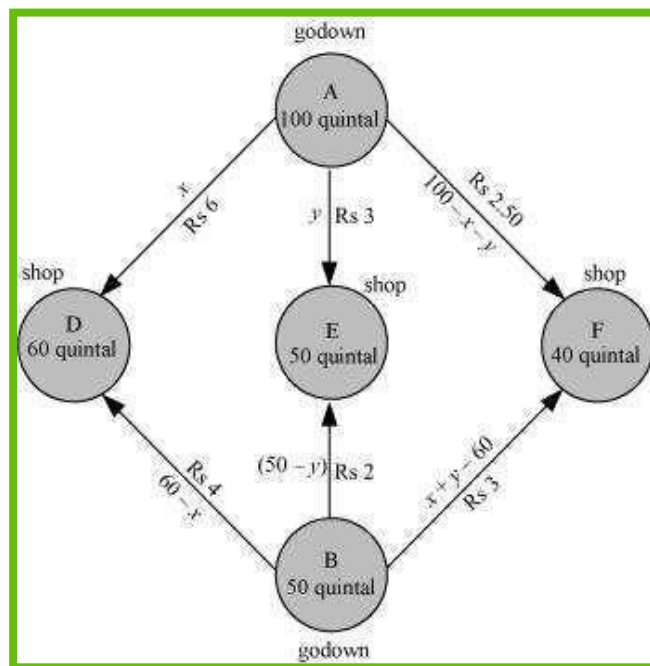 godown
A
100 quintal
x
Rs 6
y Rs 3
Rs 2.50
100 – x – y
shop
D
60 quintal
shop
E
50 quintal
shop
F
40 quintal
Rs 4
60 – x
(50 – y) Rs 2
x + y – 60
Rs 3
B
50 quintal
godown